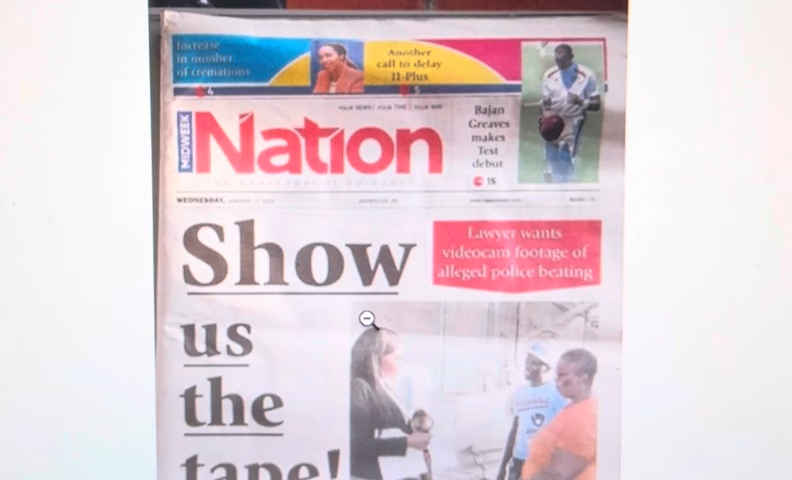 Increase
in number
of cremations
4
Another
call to delay
11-Plus
5
YOUR NEWS | YOUR TIME | YOUR WAY
MIDWEEK
Nation
Bajan
Greaves
makes
Test
debut
15
WEDNESDAY,
Show
us
the
tape!
Lawyer wants
videocam footage of
alleged police beating